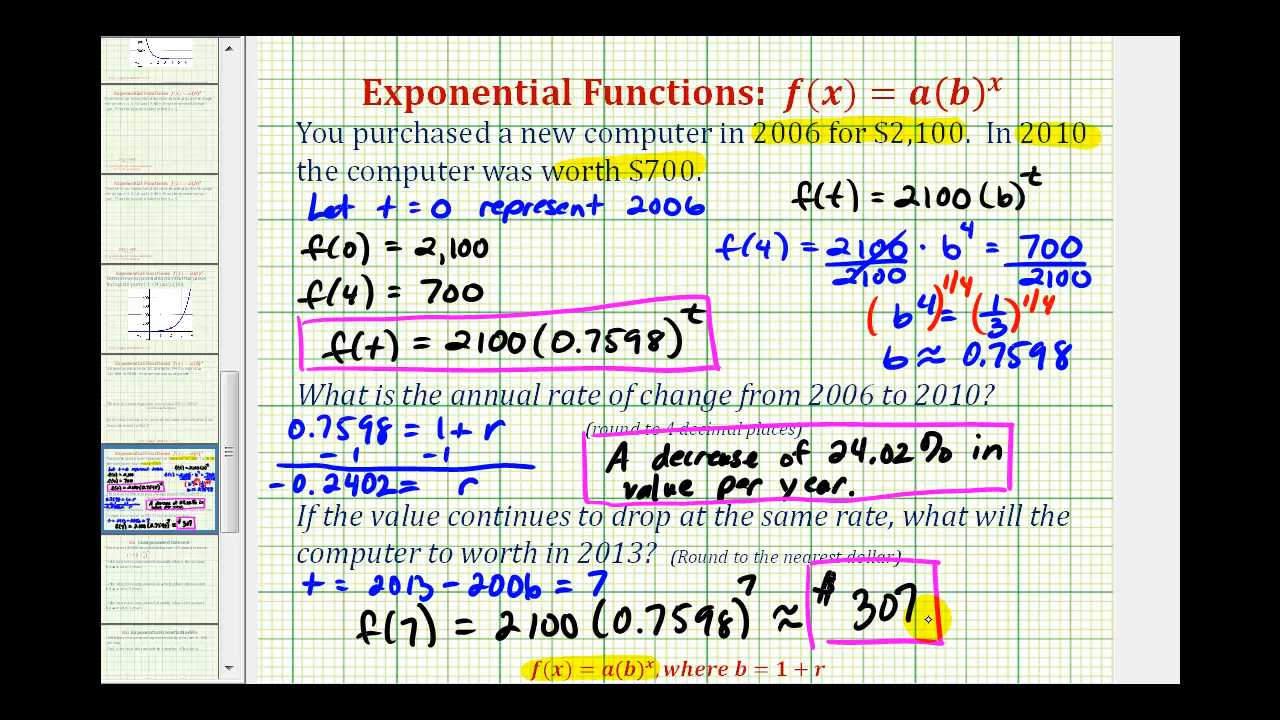 Exponential Functions: f(x) = a(b)^x
You purchased a new computer in 2006 for $2,100. In 2010
the computer was worth $700.
Let t = 0 represent 2006
f(t) = 2100(b)^t
f(0) = 2,100
f(4) = 2100/2100 · b^4 = 700/2100
f(4) = 700
(b^4)^1/4 = (1/3)^1/4
f(t) = 2100(0.7598)^t
b ≈ 0.7598
What is the annual rate of change from 2006 to 2010?
(round to 4 decimal places)
0.7598 = 1 + r
-1 -1
-0.2402 = r
A decrease of 24.02% in
value per year.
If the value continues to drop at the same rate, what will the
computer to worth in 2013? (Round to the nearest dollar)
t = 2013 - 2006 = 7
f(7) = 2100(0.7598)^7 ≈ $307
f(x) = a(b)^x, where b = 1 + r